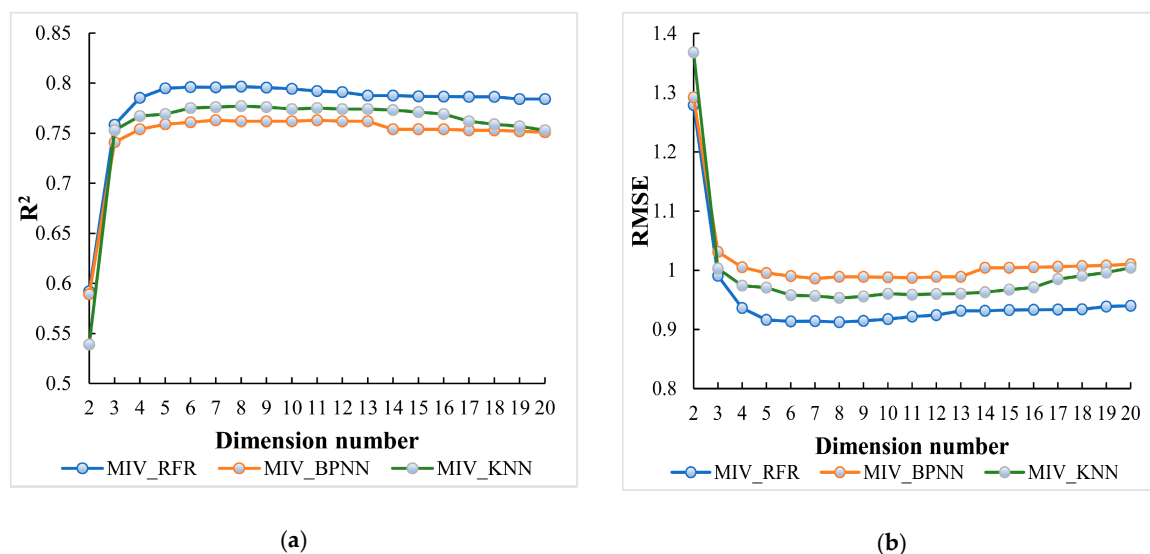 0.85
0.8
0.75
0.7
0.65
0.6
0.55
0.5
R2
2 3 4 5 6 7 8 9 10 11 12 13 14 15 16 17 18 19 20
Dimension number
MIV_RFR MIV_BPNN MIV_KNN
(a)
1.4
1.3
1.2
1.1
1
0.9
0.8
RMSE
2 3 4 5 6 7 8 9 10 11 12 13 14 15 16 17 18 19 20
Dimension number
MIV_RFR MIV_BPNN MIV_KNN
(b)